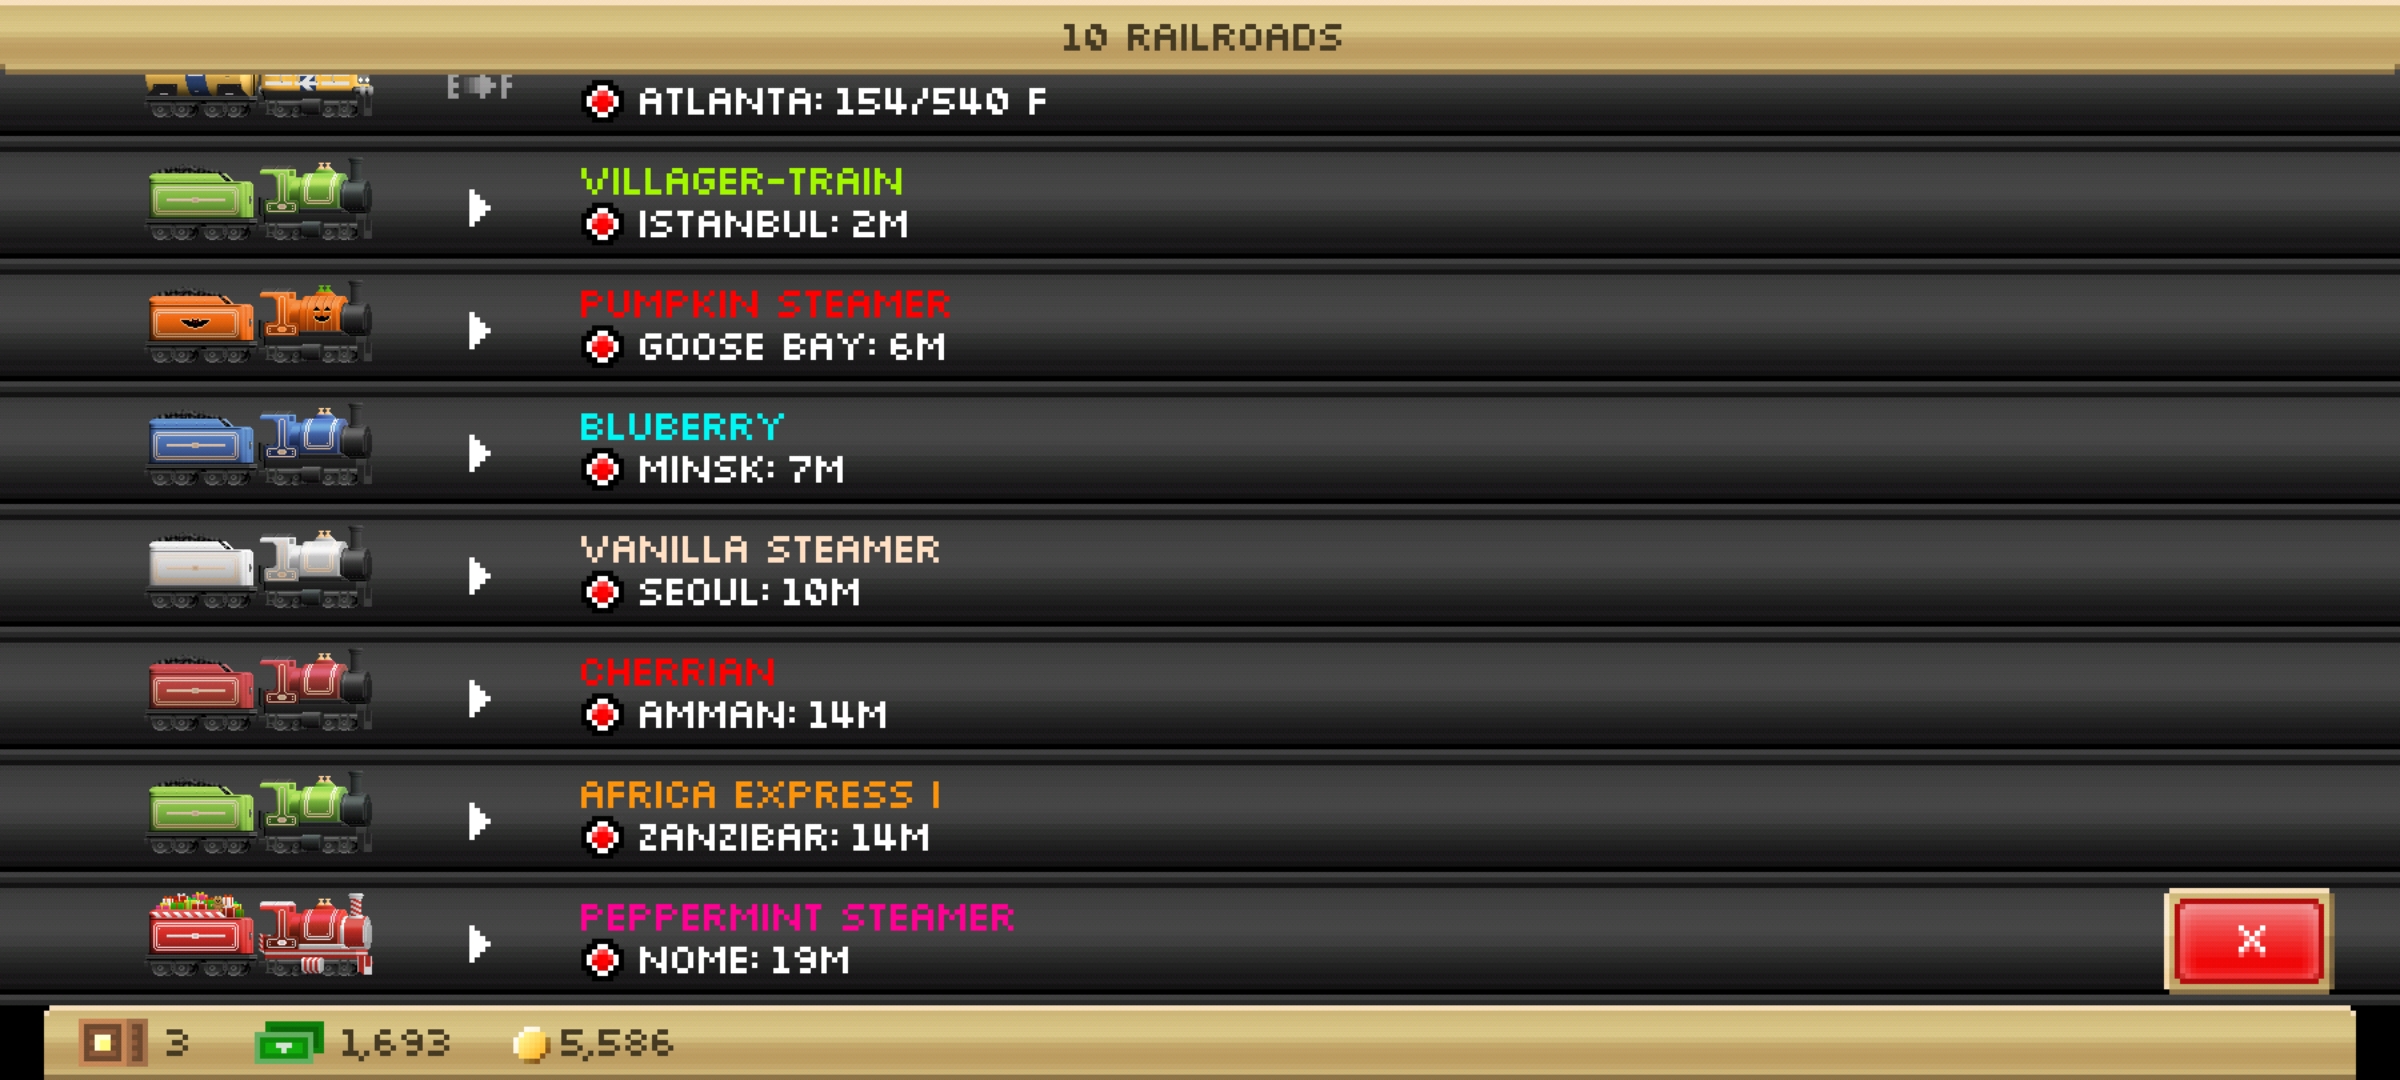 10 RAILROADS
E F
ATLANTA: 154/540 F
VILLAGER-TRAIN
ISTANBUL: 2M
PUMPKIN STEAMER
GOOSE BAY: 6M
BLUBERRY
MINSK: 7M
VANILLA STEAMER
SEOUL: 10M
CHERRIAN
AMMAN: 14M
AFRICA EXPRESS I
ZANZIBAR: 14M
PEPPERMINT STEAMER
NOME: 19M
X
3 1,693 5,586